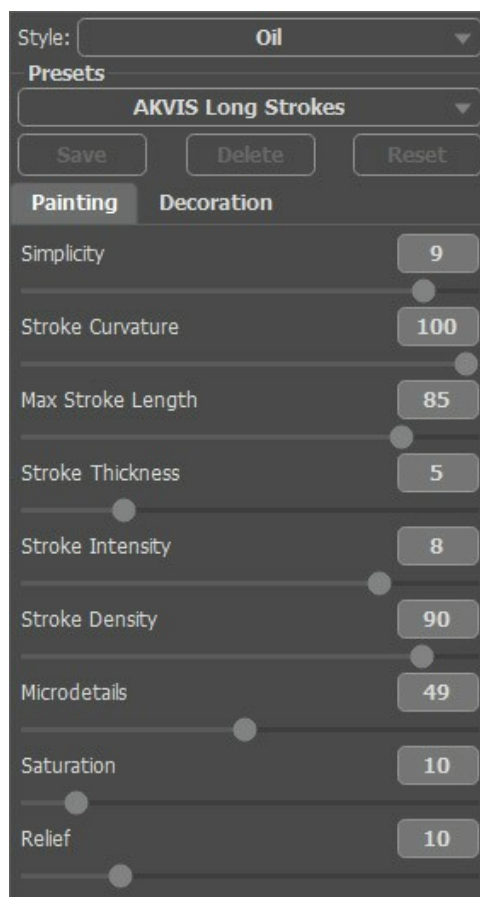 Style: Oil
Presets
AKVIS Long Strokes
Save Delete Reset
Painting Decoration
Simplicity 9
Stroke Curvature 100
Max Stroke Length 85
Stroke Thickness 5
Stroke Intensity 8
Stroke Density 90
Microdetails 49
Saturation 10
Relief 10